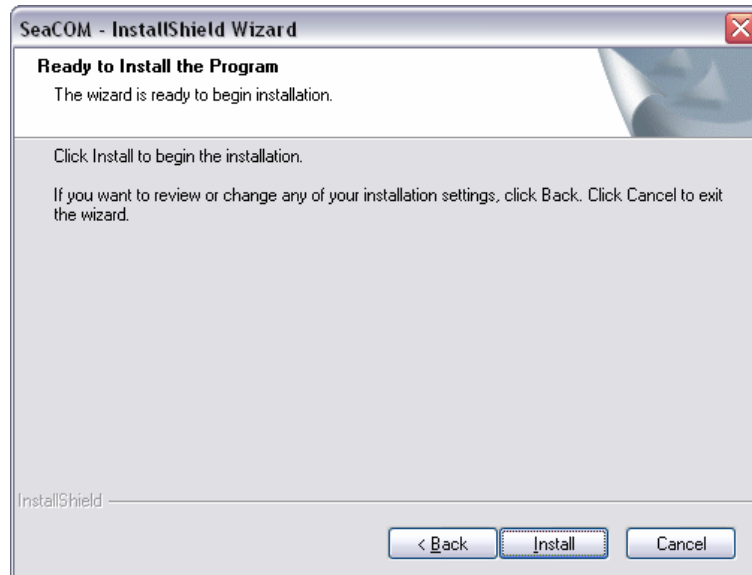 SeaCOM - InstallShield Wizard
Ready to Install the Program
The wizard is ready to begin installation.
Click Install to begin the installation.
If you want to review or change any of your installation settings, click Back. Click Cancel to exit
the wizard.
InstallShield
< Back Install Cancel